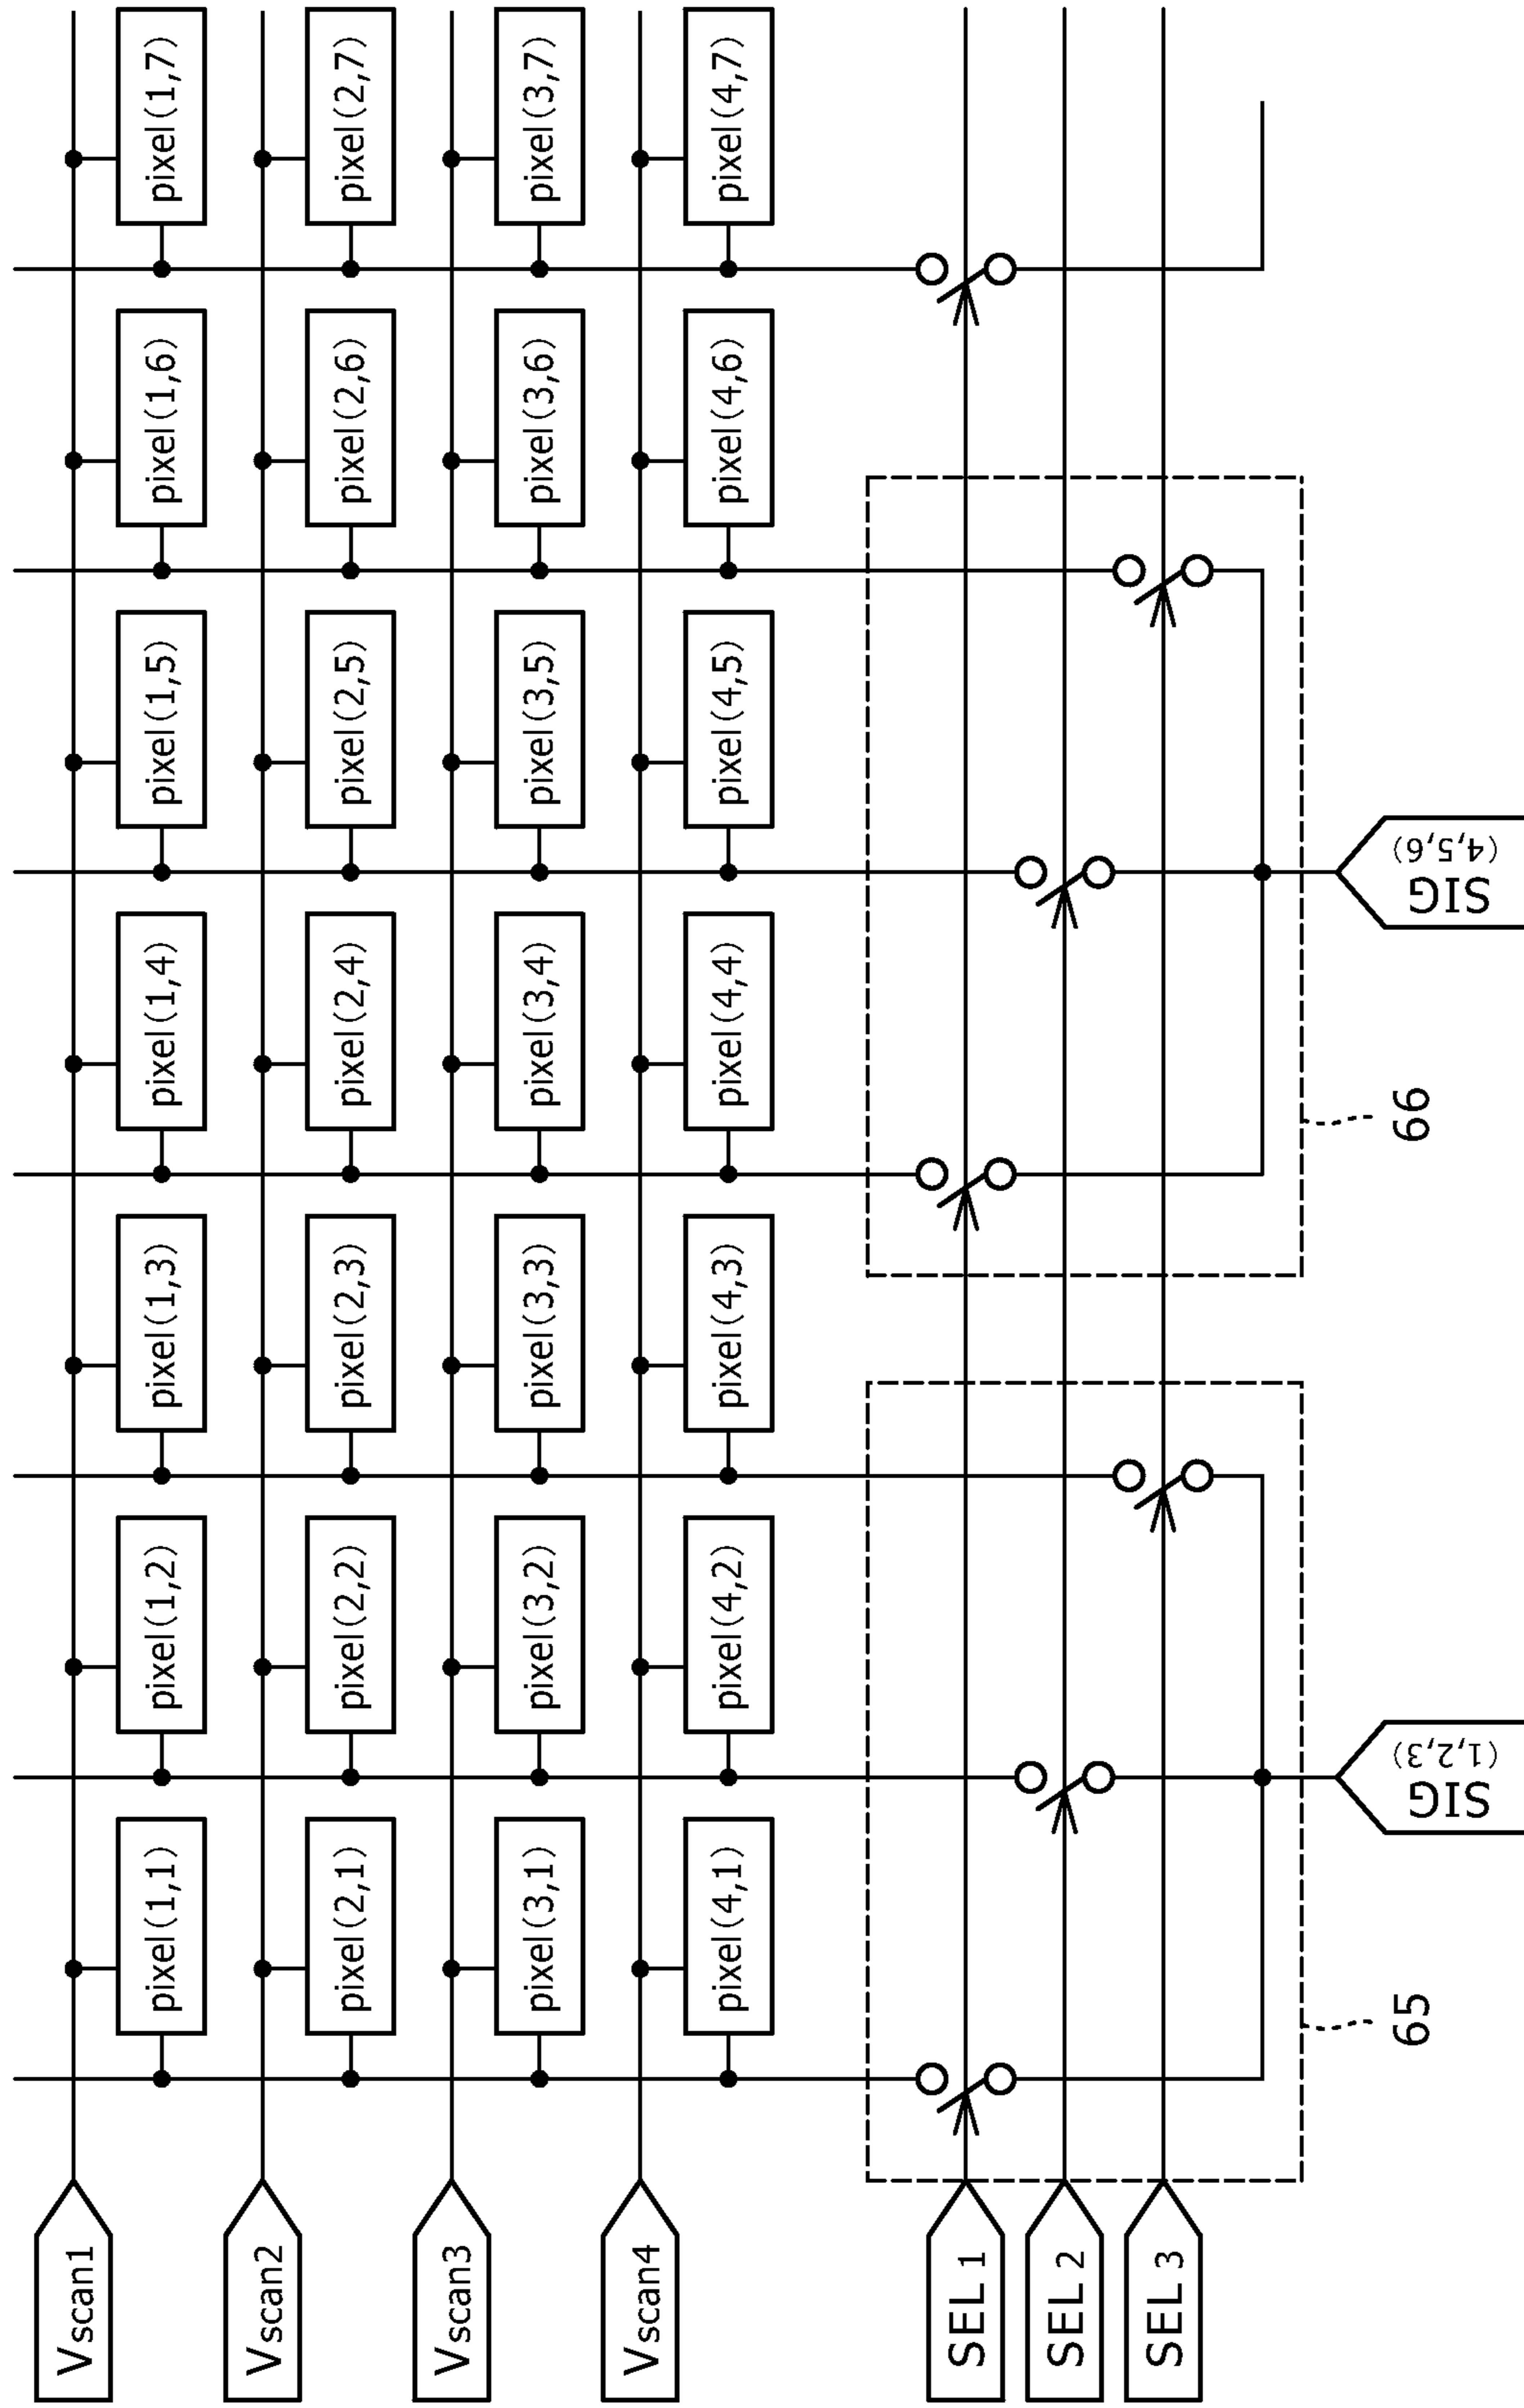 Vscan1
pixel(1,1)
pixel(1,2)
pixel(1,3)
pixel(1,4)
pixel(1,5)
pixel(1,6)
pixel(1,7)
Vscan2
pixel(2,1)
pixel(2,2)
pixel(2,3)
pixel(2,4)
pixel(2,5)
pixel(2,6)
pixel(2,7)
Vscan3
pixel(3,1)
pixel(3,2)
pixel(3,3)
pixel(3,4)
pixel(3,5)
pixel(3,6)
pixel(3,7)
Vscan4
pixel(4,1)
pixel(4,2)
pixel(4,3)
pixel(4,4)
pixel(4,5)
pixel(4,6)
pixel(4,7)
SEL 1
SEL 2
SEL 3
65
SIG
(1,2,3)
66
SIG
(4,5,6)